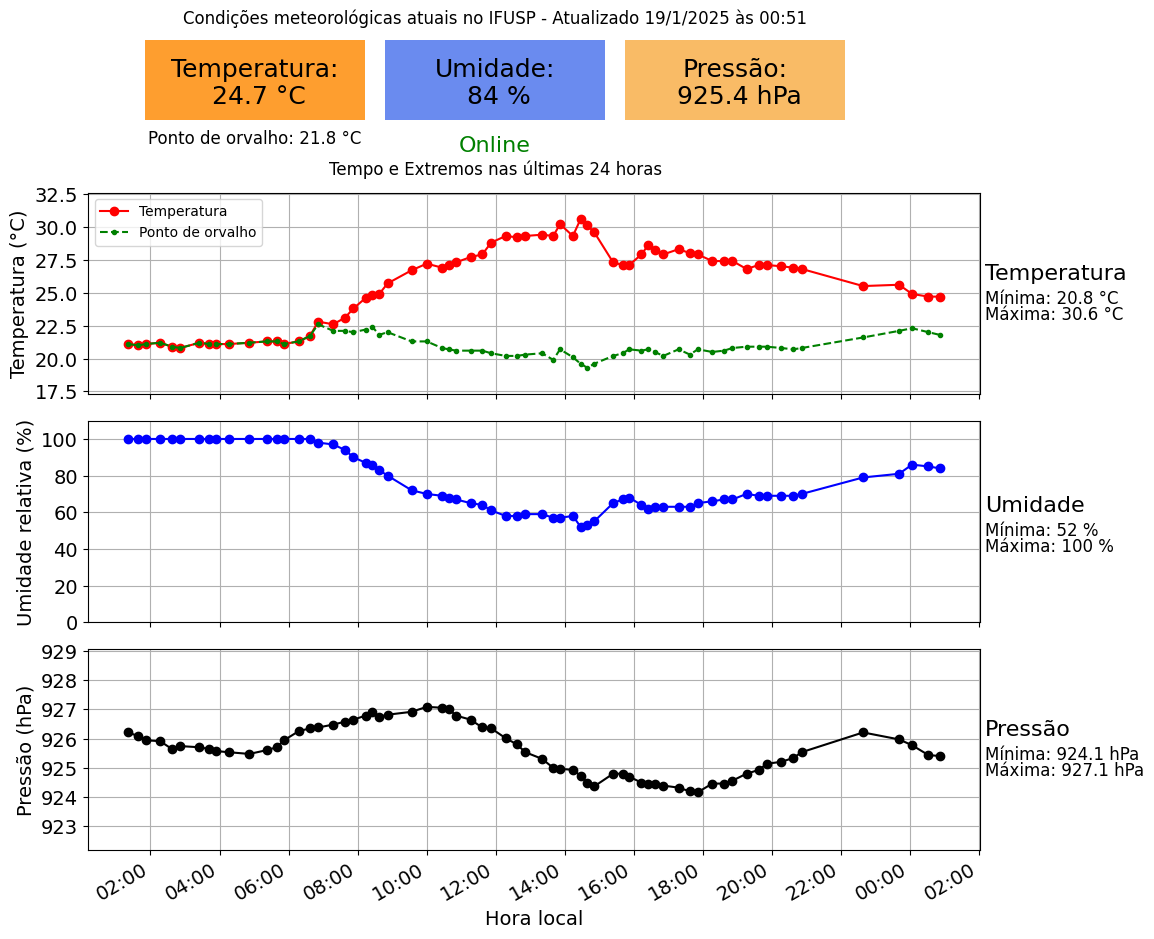 Condições meteorológicas atuais no IFUSP - Atualizado 19/1/2025 às 00:51
Temperatura:
24.7 °C
Umidade:
84 %
Pressão:
925.4 hPa
Ponto de orvalho: 21.8 °C
Online
Tempo e Extremos nas últimas 24 horas
Temperatura (°C)
32.5
30.0
27.5
25.0
22.5
20.0
17.5
Temperatura
Ponto de orvalho
Temperatura
Mínima: 20.8 °C
Máxima: 30.6 °C
Umidade relativa (%)
100
80
60
40
20
0
Umidade
Mínima: 52 %
Máxima: 100 %
Pressão (hPa)
929
928
927
926
925
924
923
Pressão
Mínima: 924.1 hPa
Máxima: 927.1 hPa
02:00 04:00 06:00 08:00 10:00 12:00 14:00 16:00 18:00 20:00 22:00 00:00 02:00
Hora local